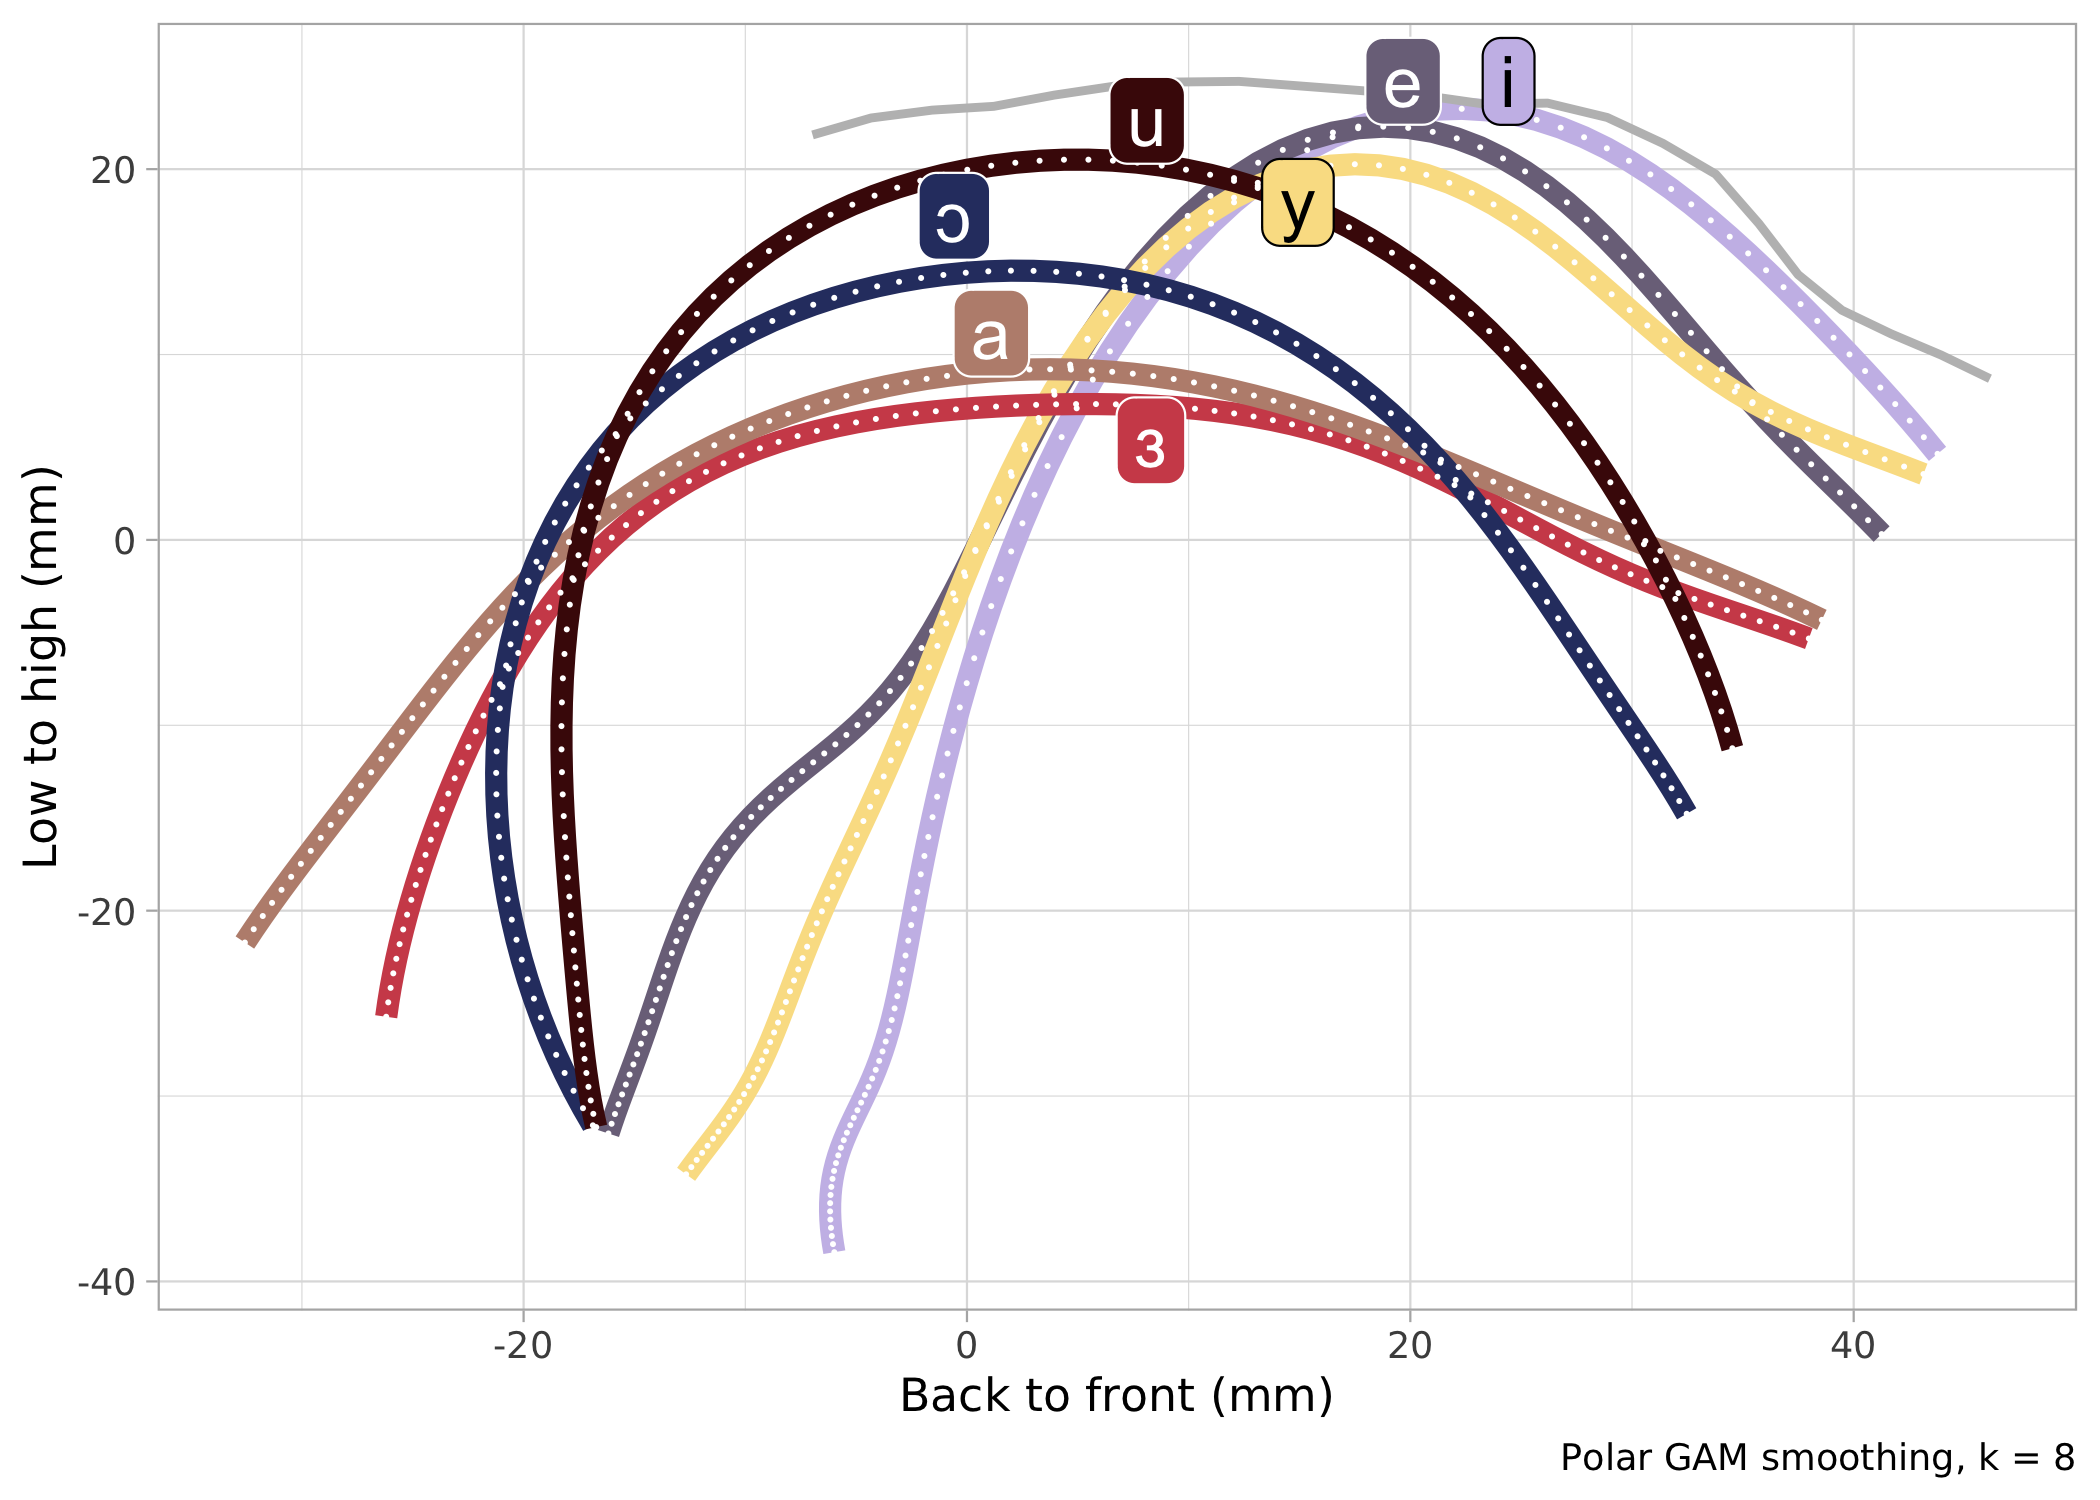 e i
u
y
ɔ
a
ɜ
20
0
-20
-40
-20 0 20 40
Low to high (mm)
Back to front (mm)
Polar GAM smoothing, k = 8